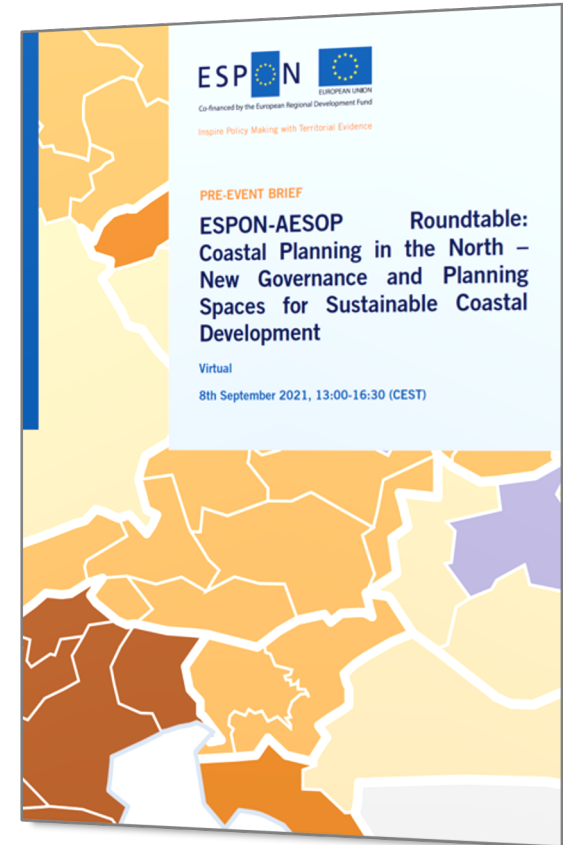 ESPON
EUROPEAN UNION
Co-financed by the European Regional Development Fund
Inspire Policy Making with Territorial Evidence
PRE-EVENT BRIEF
ESPON-AESOP Roundtable:
Coastal Planning in the North –
New Governance and Planning
Spaces for Sustainable Coastal
Development
Virtual
8th September 2021, 13:00-16:30 (CEST)